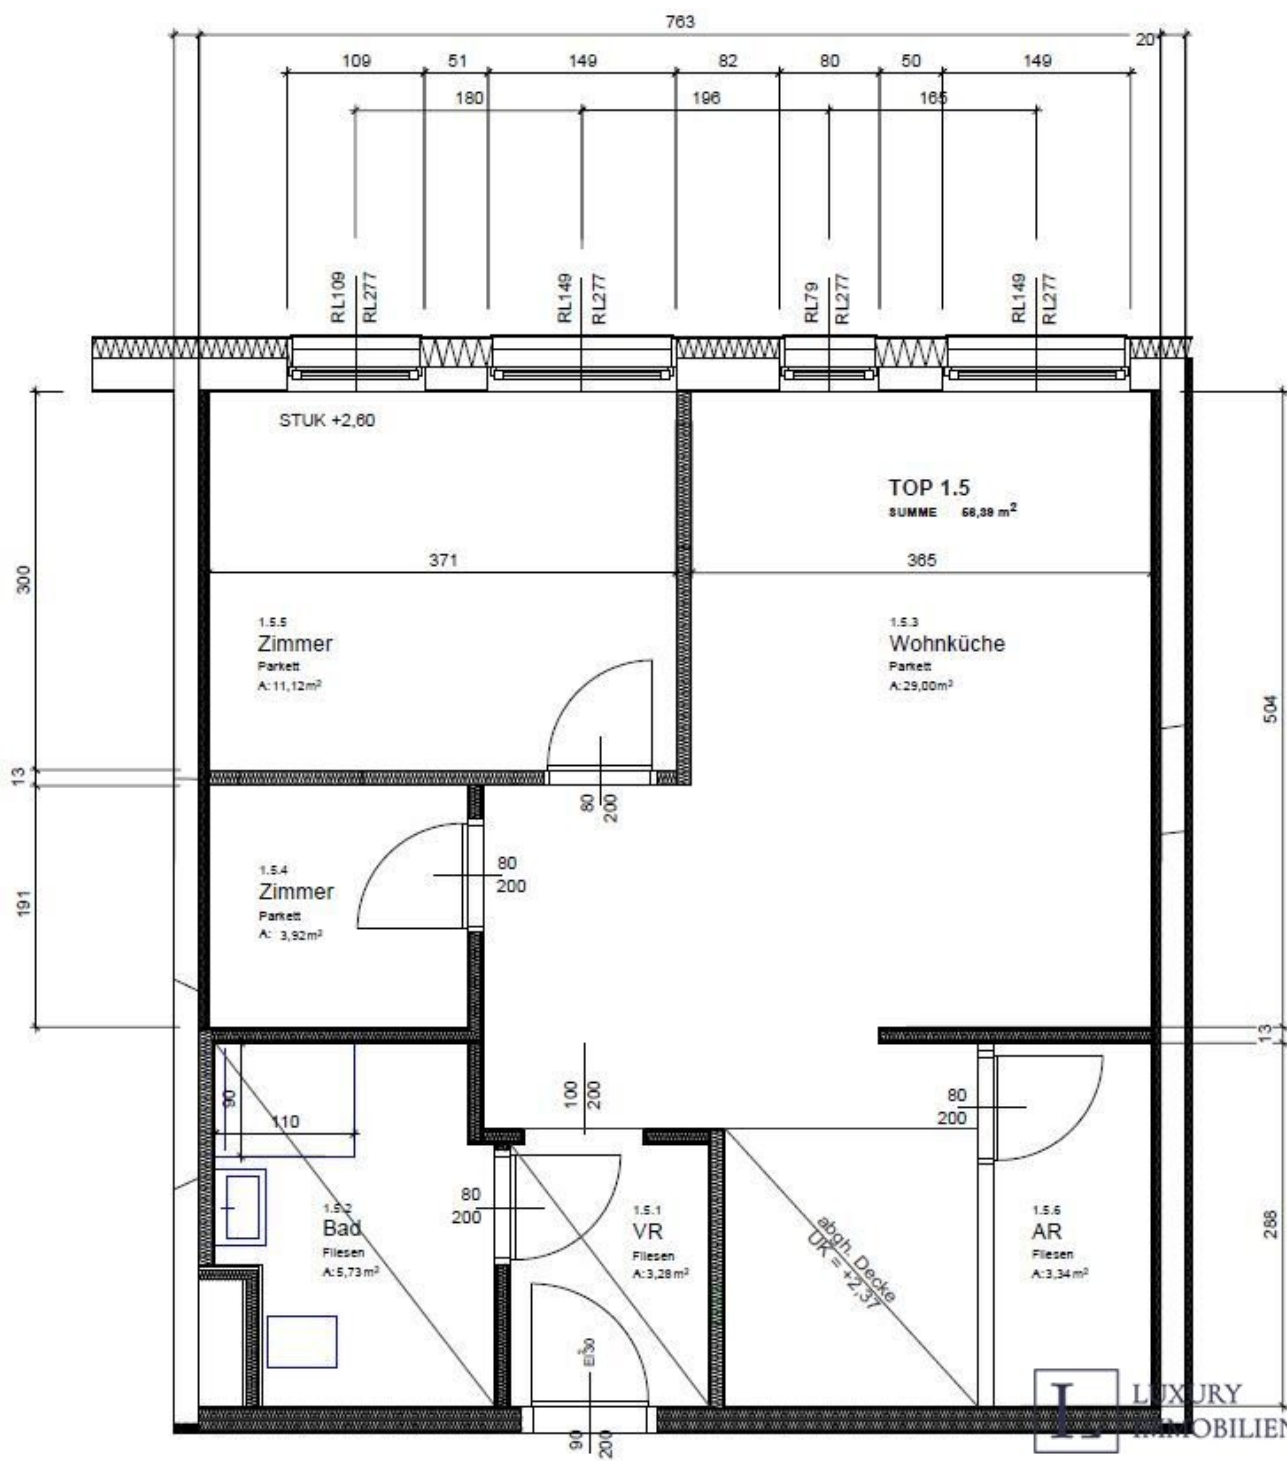 763
20
109
51
149
82
80
50
149
180
196
165
RL109
RL277
RL149
RL277
RL79
RL277
RL149
RL277
STUK +2,60
TOP 1.5
SUMME 56,39 m²
371
365
300
1.5.5
Zimmer
Parkett
A: 11,12m²
1.5.3
Wohnküche
Parkett
A: 29,00m²
504
13
80
200
1.5.4
Zimmer
Parkett
A: 3,92m²
80
200
191
13
90
110
100
200
80
200
80
200
1.5.2
Bad
Fliesen
A: 5,73m²
1.5.1
VR
Fliesen
A: 3,28m²
abgh. Decke
UK = +2,37
1.5.6
AR
Fliesen
A: 3,34m²
288
EI²30
90
200
LUXURY
IMMOBILIEN